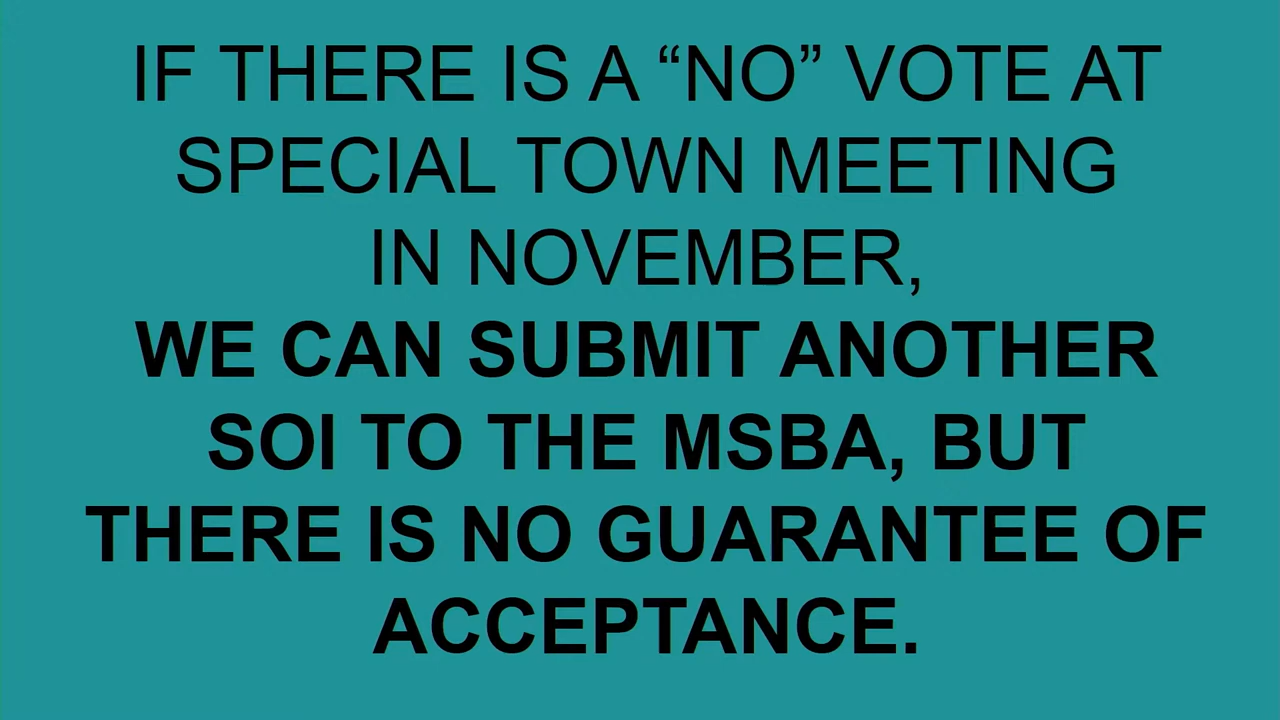 IF THERE IS A “NO” VOTE AT
SPECIAL TOWN MEETING
IN NOVEMBER,
WE CAN SUBMIT ANOTHER
SOI TO THE MSBA, BUT
THERE IS NO GUARANTEE OF
ACCEPTANCE.